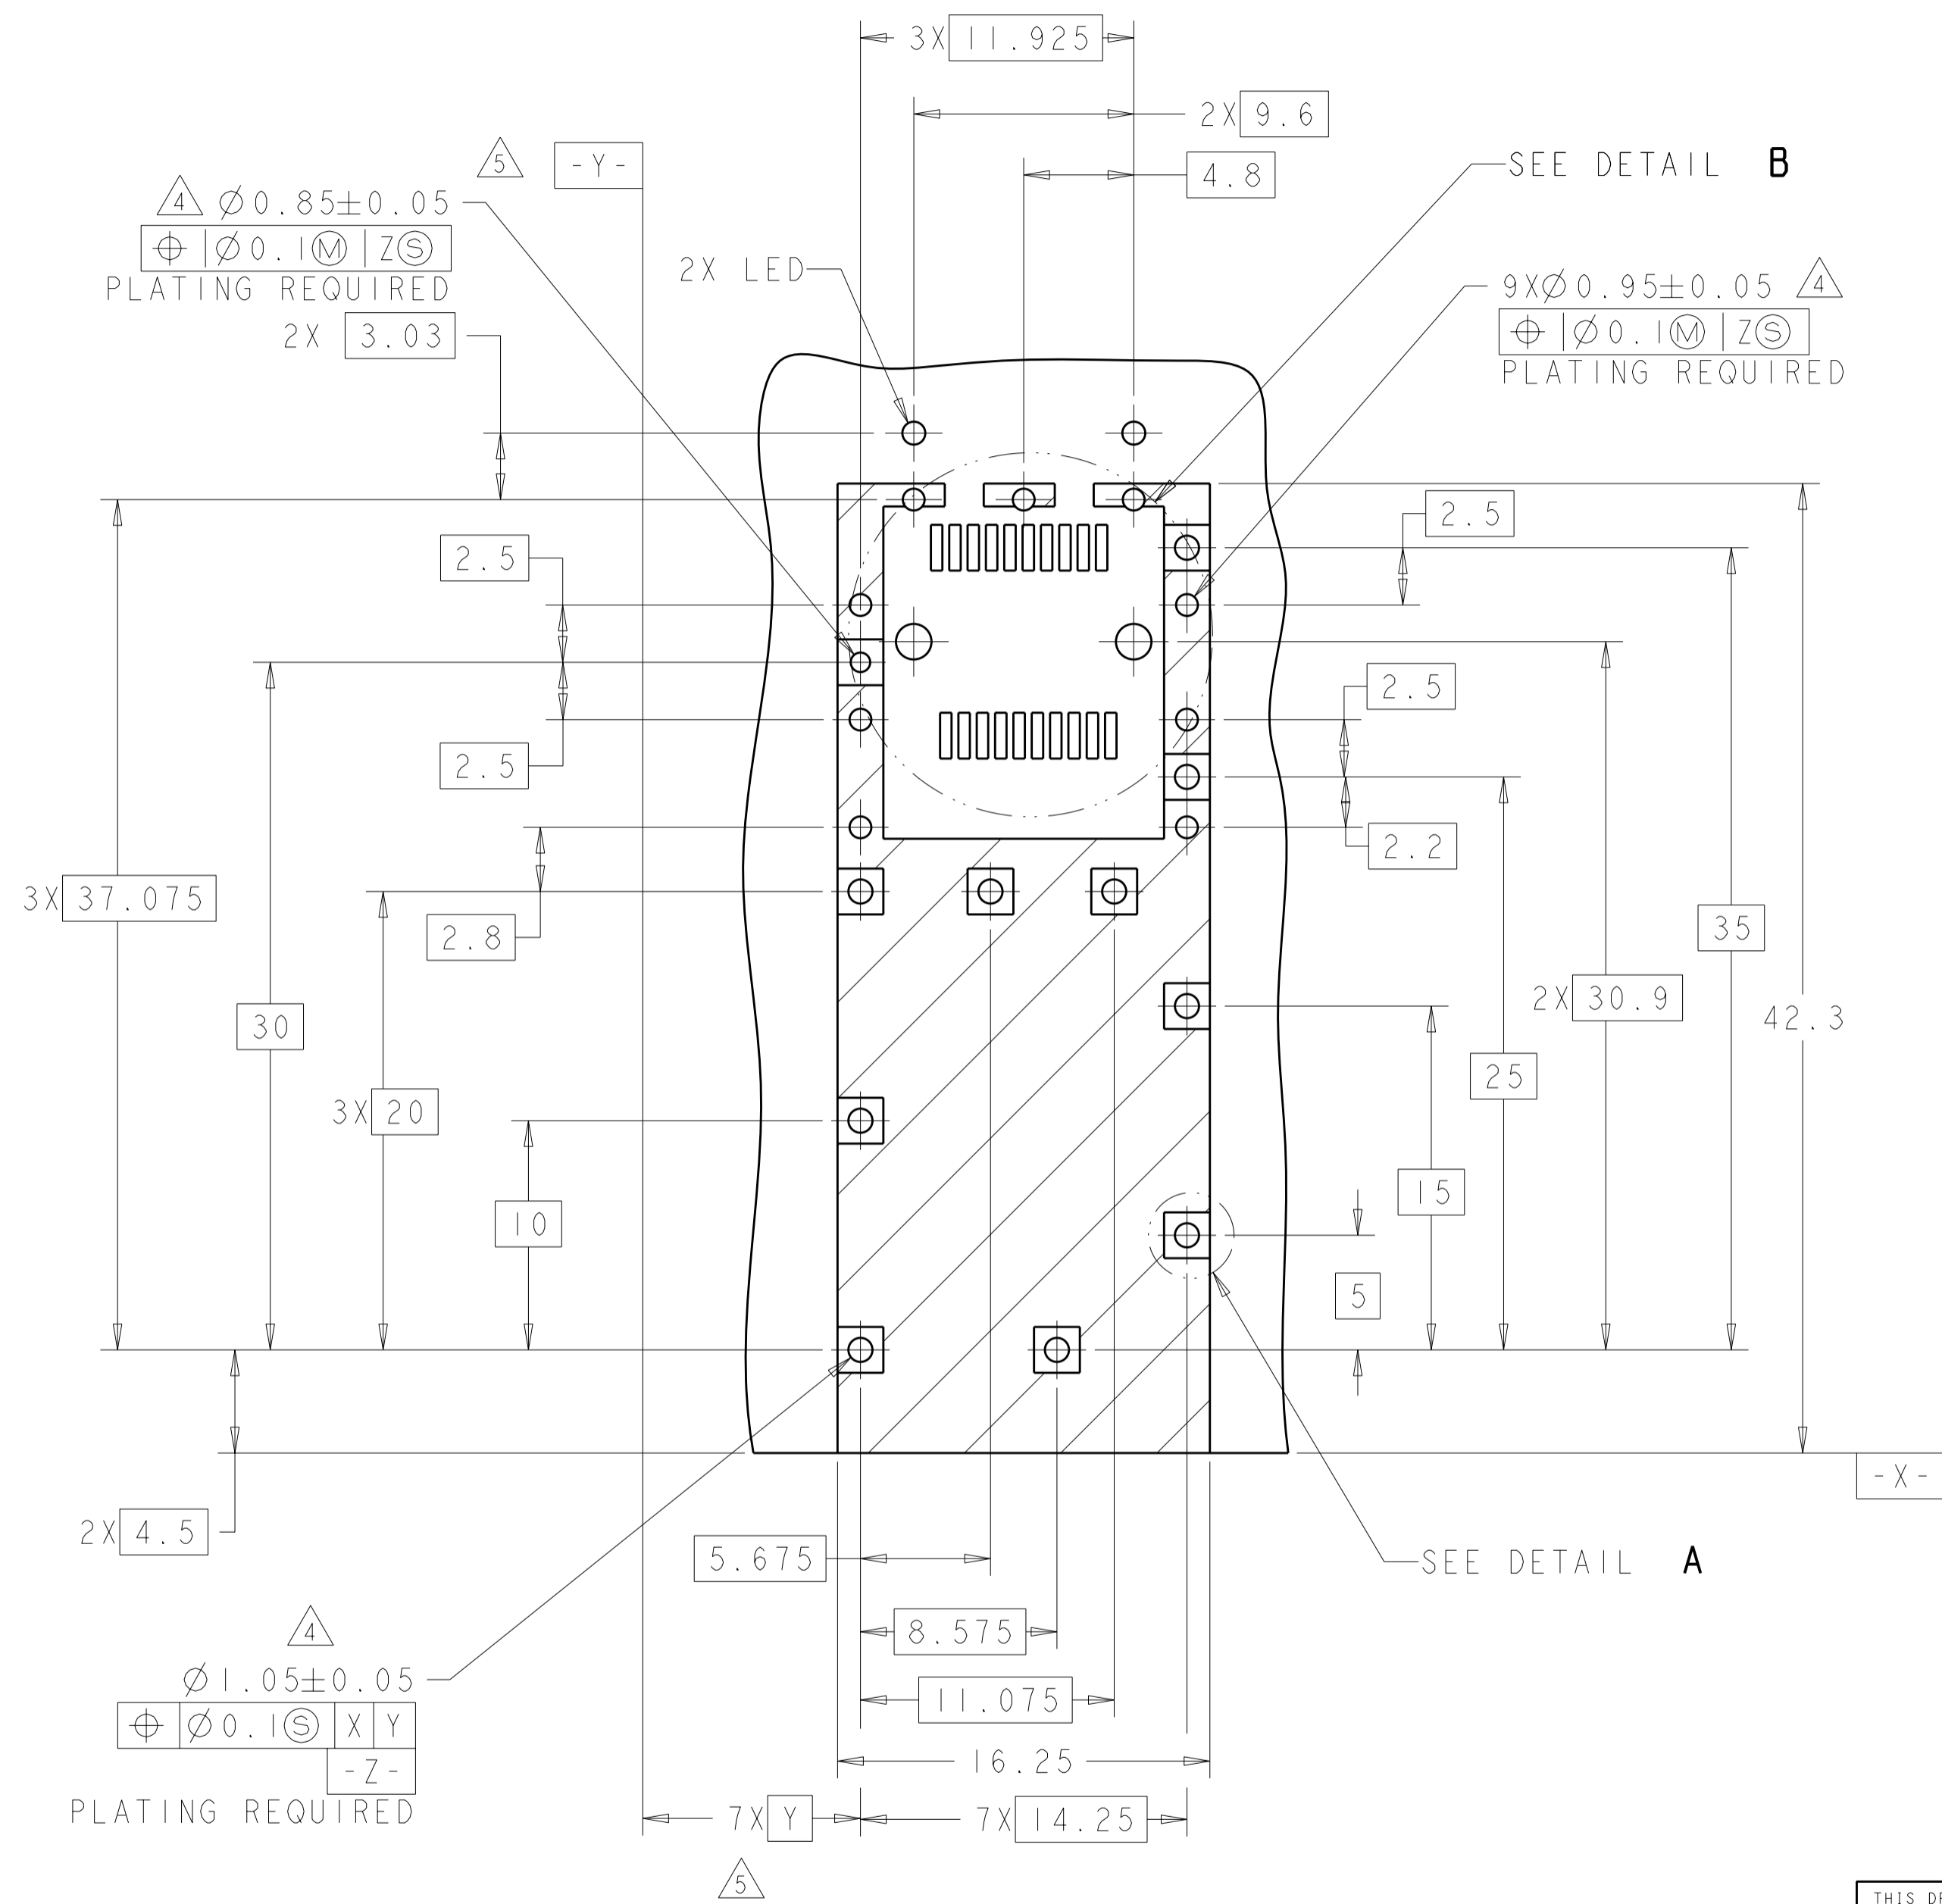 3X 11.925
2X 9.6
4.8
5
-Y-
SEE DETAIL B
4 Ø0.85±0.05
⌖ Ø0.1Ⓜ ZⓈ
PLATING REQUIRED
2X LED
9XØ0.95±0.05 4
⌖ Ø0.1Ⓜ ZⓈ
PLATING REQUIRED
2X 3.03
2.5
2.5
2.5
2.5
2.2
3X 37.075
2.8
35
2X 30.9
42.3
30
25
3X 20
15
10
5
-X-
2X 4.5
5.675
SEE DETAIL A
8.575
4
Ø1.05±0.05
⌖ Ø0.1Ⓢ X Y
-Z-
PLATING REQUIRED
11.075
16.25
7X Y
7X 14.25
5
THIS